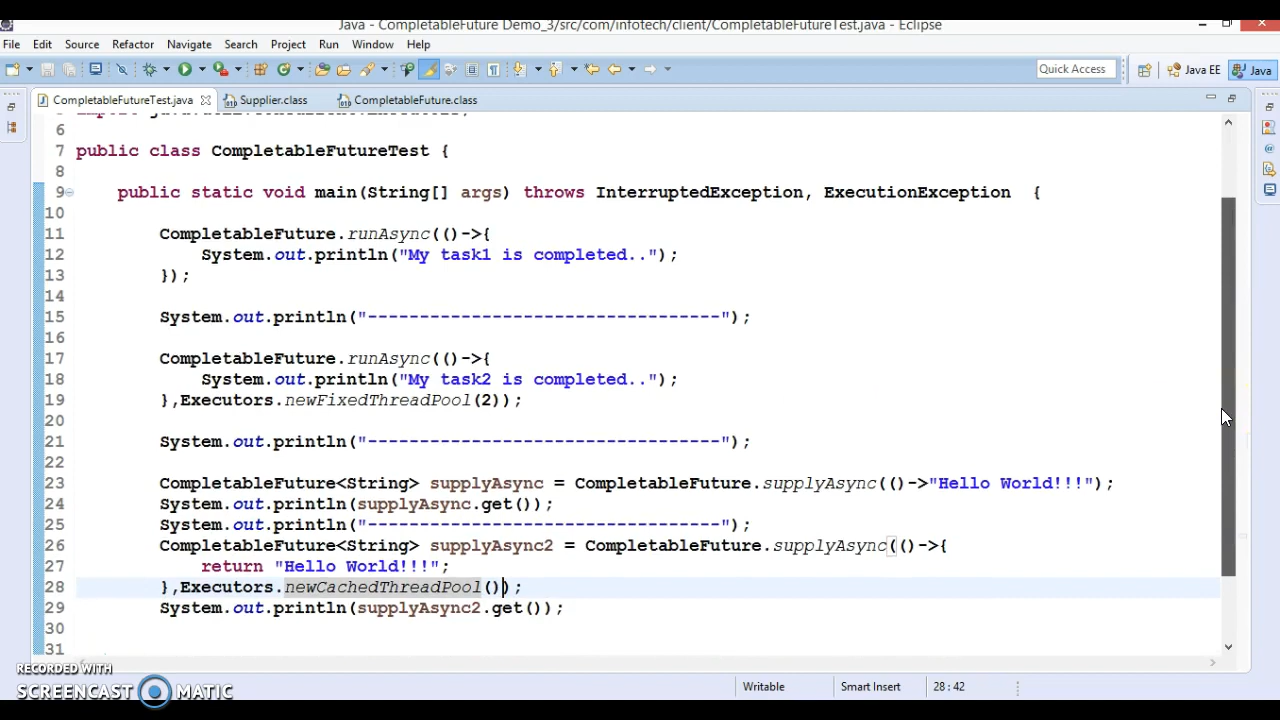 Java - CompletableFuture Demo_3/src/com/infotech/client/CompletableFutureTest.java - Eclipse
File Edit Source Refactor Navigate Search Project Run Window Help
Quick Access Java EE Java
CompletableFutureTest.java Supplier.class CompletableFuture.class
6
7 public class CompletableFutureTest {
8
9 public static void main(String[] args) throws InterruptedException, ExecutionException {
10
11 CompletableFuture.runAsync(()->{
12 System.out.println("My task1 is completed..");
13 });
14
15 System.out.println("----------------------------------");
16
17 CompletableFuture.runAsync(()->{
18 System.out.println("My task2 is completed..");
19 },Executors.newFixedThreadPool(2));
20
21 System.out.println("----------------------------------");
22
23 CompletableFuture<String> supplyAsync = CompletableFuture.supplyAsync(()->"Hello World!!!");
24 System.out.println(supplyAsync.get());
25 System.out.println("----------------------------------");
26 CompletableFuture<String> supplyAsync2 = CompletableFuture.supplyAsync(()->{
27 return "Hello World!!!";
28 },Executors.newCachedThreadPool());
29 System.out.println(supplyAsync2.get());
30
31
RECORDED WITH
SCREENCAST MATIC
Writable Smart Insert 28 : 42